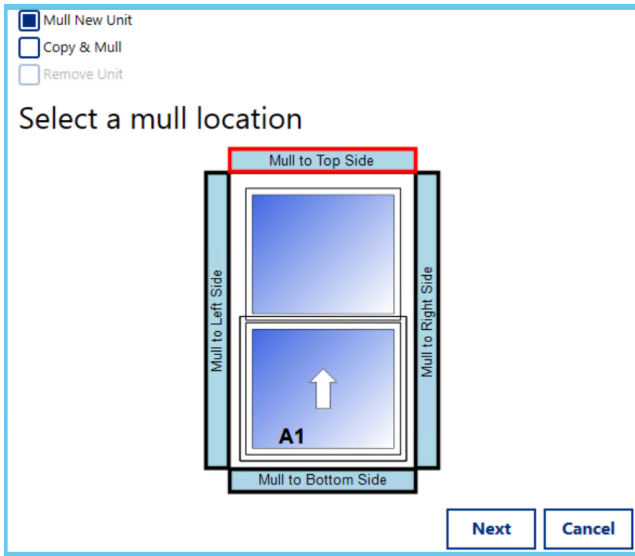 Mull New Unit
Copy & Mull
Remove Unit
Select a mull location
Mull to Top Side
Mull to Left Side
Mull to Right Side
A1
Mull to Bottom Side
Next
Cancel